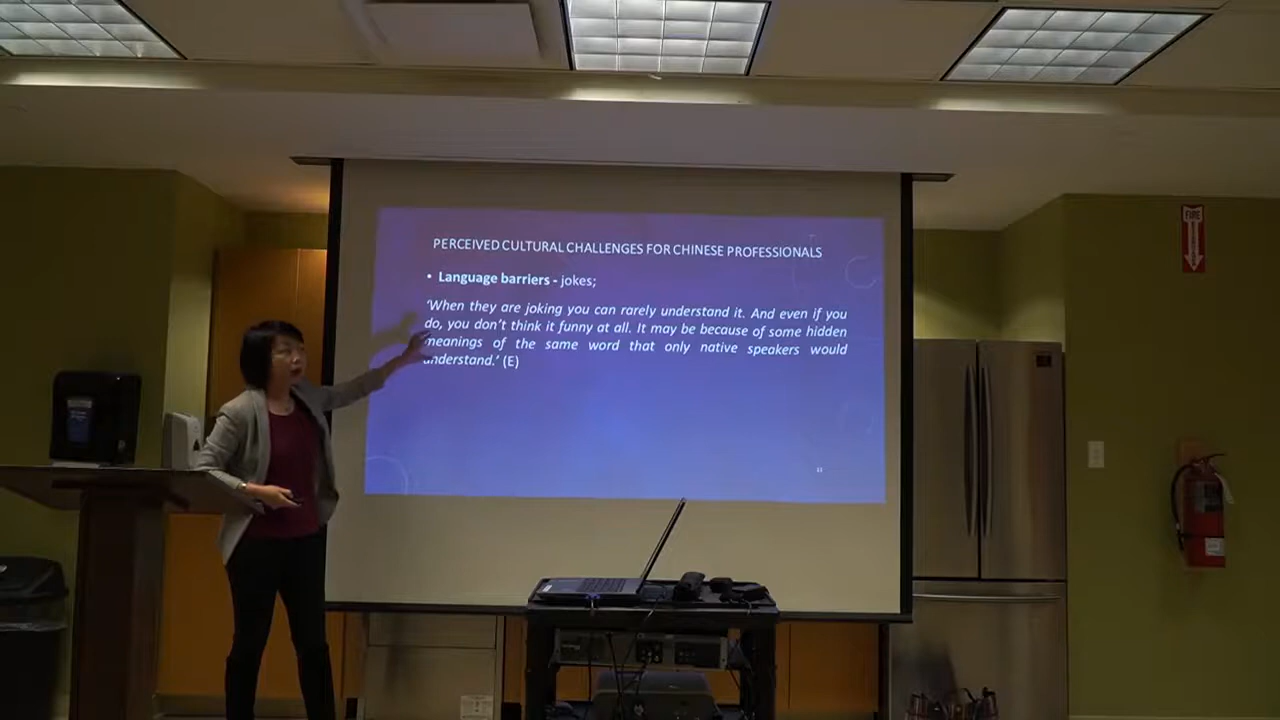 PERCEIVED CULTURAL CHALLENGES FOR CHINESE PROFESSIONALS
• Language barriers - jokes;
‘When they are joking you can rarely understand it. And even if you
do, you don’t think it funny at all. It may be because of some hidden
meanings of the same word that only native speakers would
understand.’ (E)
FIRE